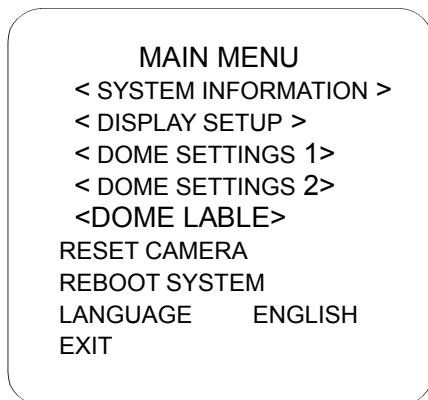 MAIN MENU
< SYSTEM INFORMATION >
< DISPLAY SETUP >
< DOME SETTINGS 1>
< DOME SETTINGS 2>
<DOME LABLE>
RESET CAMERA
REBOOT SYSTEM
LANGUAGE ENGLISH
EXIT